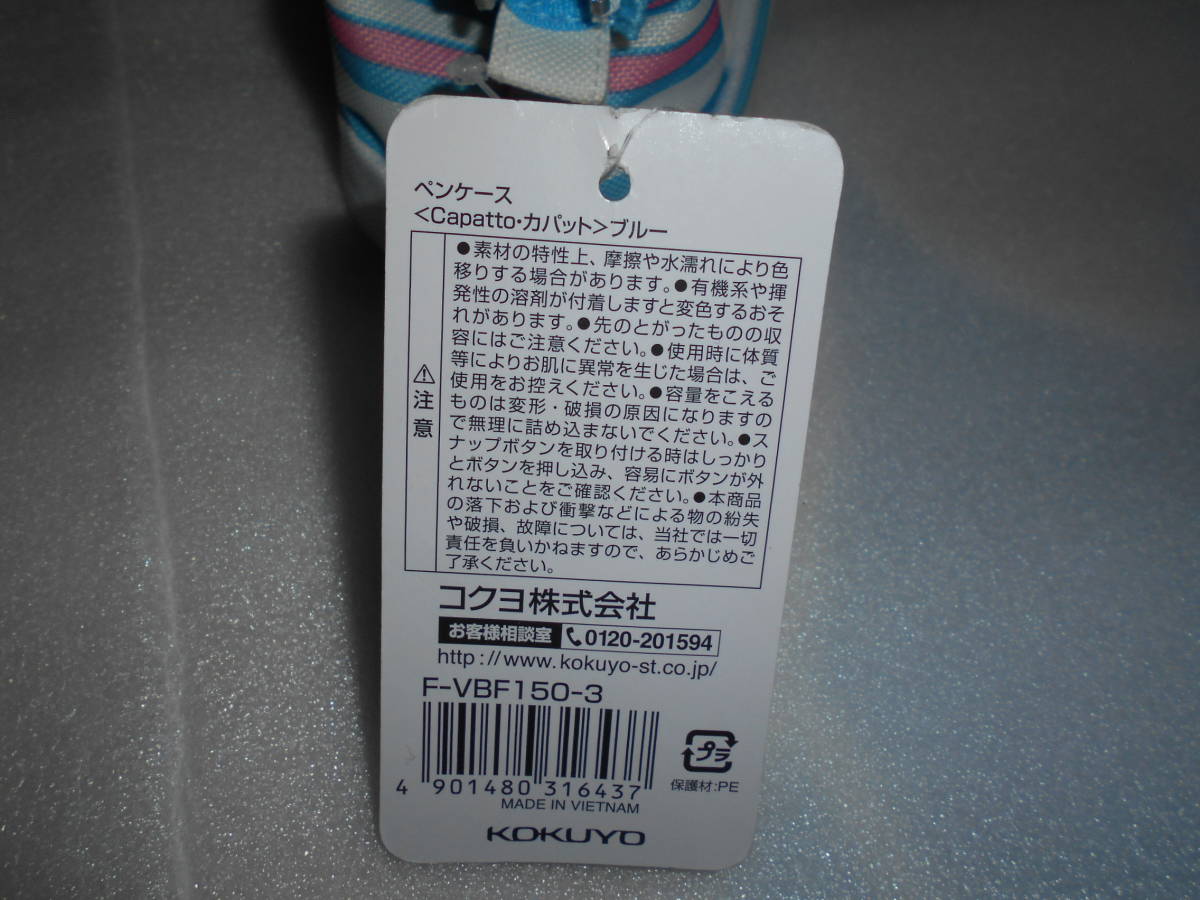 ペンケース
<Capatto・カパット>ブルー
⚠注意
●素材の特性上、摩擦や水濡れにより色
移りする場合があります。●有機系や揮
発性の溶剤が付着しますと変色するおそ
れがあります。●先のとがったものの収
容にはご注意ください。●使用時に体質
等によりお肌に異常を生じた場合は、ご
使用をお控えください。●容量をこえる
ものは変形・破損の原因になりますの
で無理に詰め込まないでください。●ス
ナップボタンを取り付ける時はしっかり
とボタンを押し込み、容易にボタンが外
れないことをご確認ください。●本商品
の落下および衝撃などによる物の紛失
や破損、故障については、当社では一切
責任を負いかねますので、あらかじめご
了承ください。
コクヨ株式会社
お客様相談室 0120-201594
http://www.kokuyo-st.co.jp/
F-VBF150-3
4 901480 316437
MADE IN VIETNAM
プラ
保護材:PE
KOKUYO